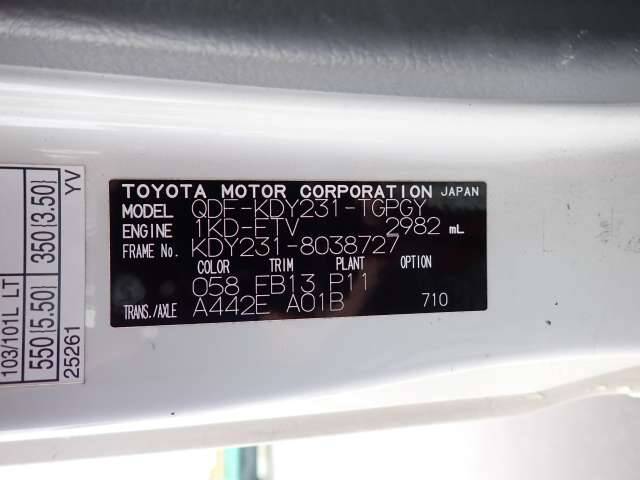 TOYOTA MOTOR CORPORATION JAPAN
MODEL QDF-KDY231-TGPGY
ENGINE 1KD-FTV 2982 mL
FRAME No. KDY231-8038727
COLOR TRIM PLANT OPTION
058 FB13 P11
TRANS./AXLE A442E A01B 710
103/101L LT
550 [5.50] 350 [3.50]
25261 YV